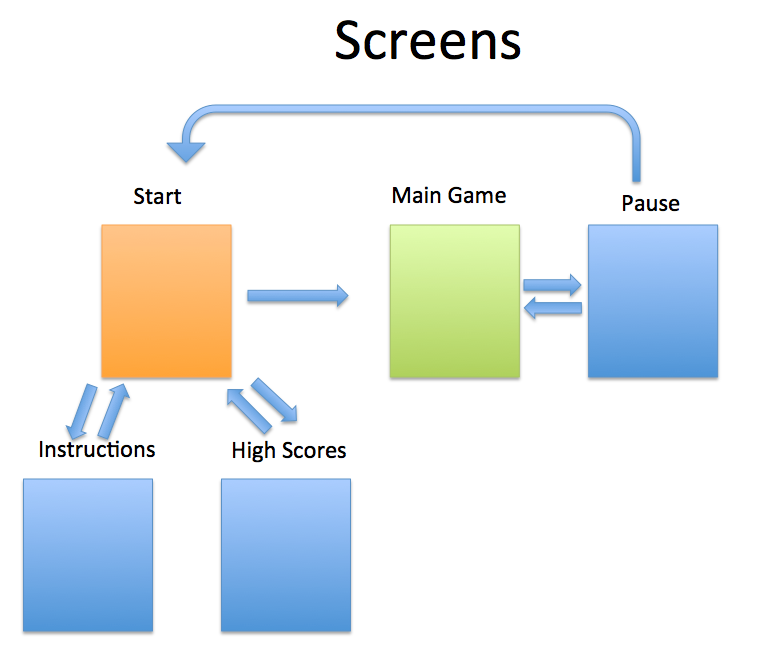 Screens
Start
Main Game
Pause
Instructions
High Scores